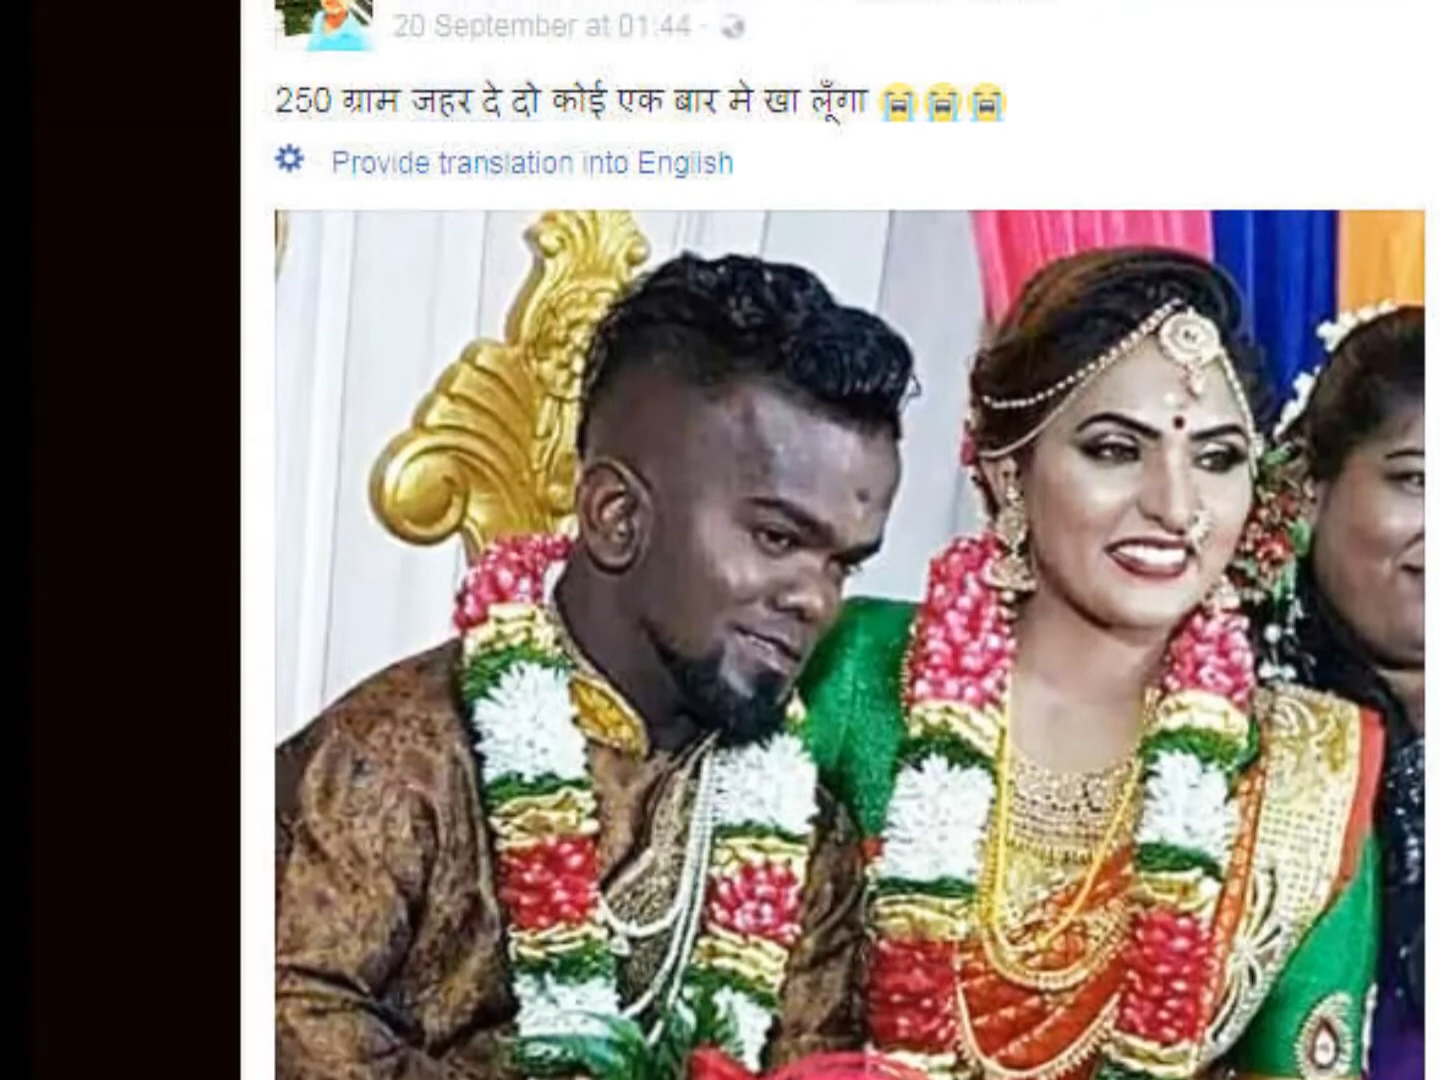 20 September at 01:44 ·
250 ग्राम जहर दे दो कोई एक बार मे खा लूँगा 😭😭😭
Provide translation into English